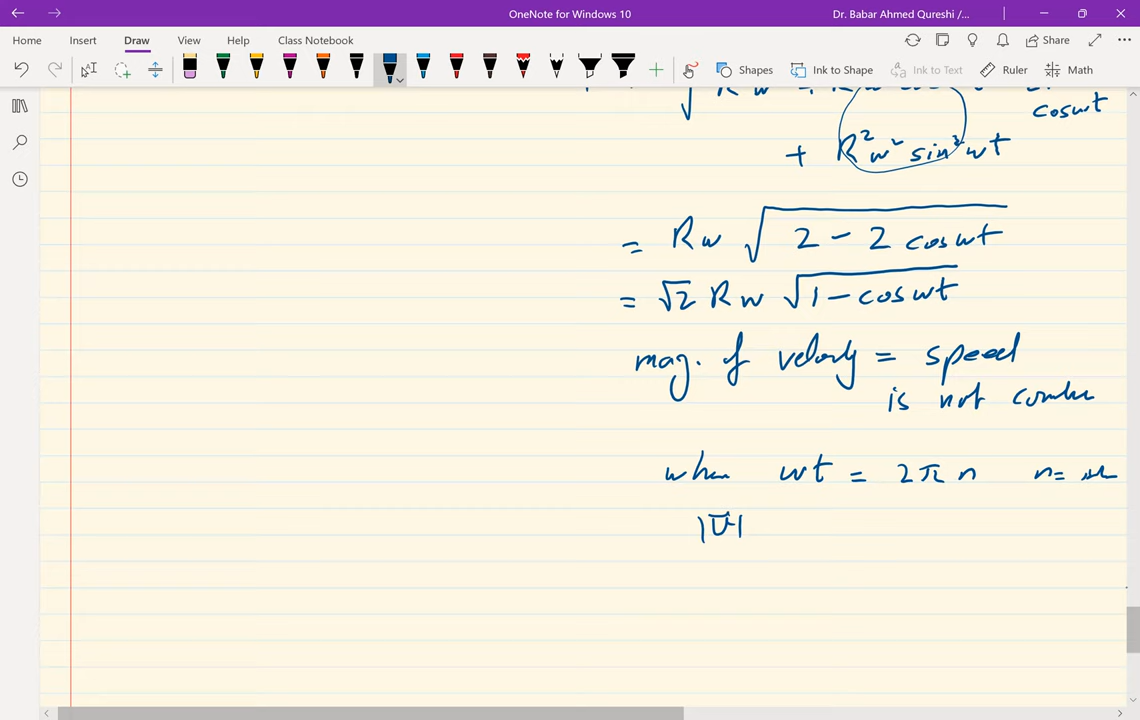 OneNote for Windows 10
Dr. Babar Ahmed Qureshi /...
Home Insert Draw View Help Class Notebook
Share
Shapes Ink to Shape Ink to Text Ruler Math
cosωt
+ R²ω² sin²ωt
= Rω √(2 - 2 cosωt)
= √2 Rω √(1 - cosωt)
mag. of velocity = speed
is not
when ωt = 2πn n=
|v̄|